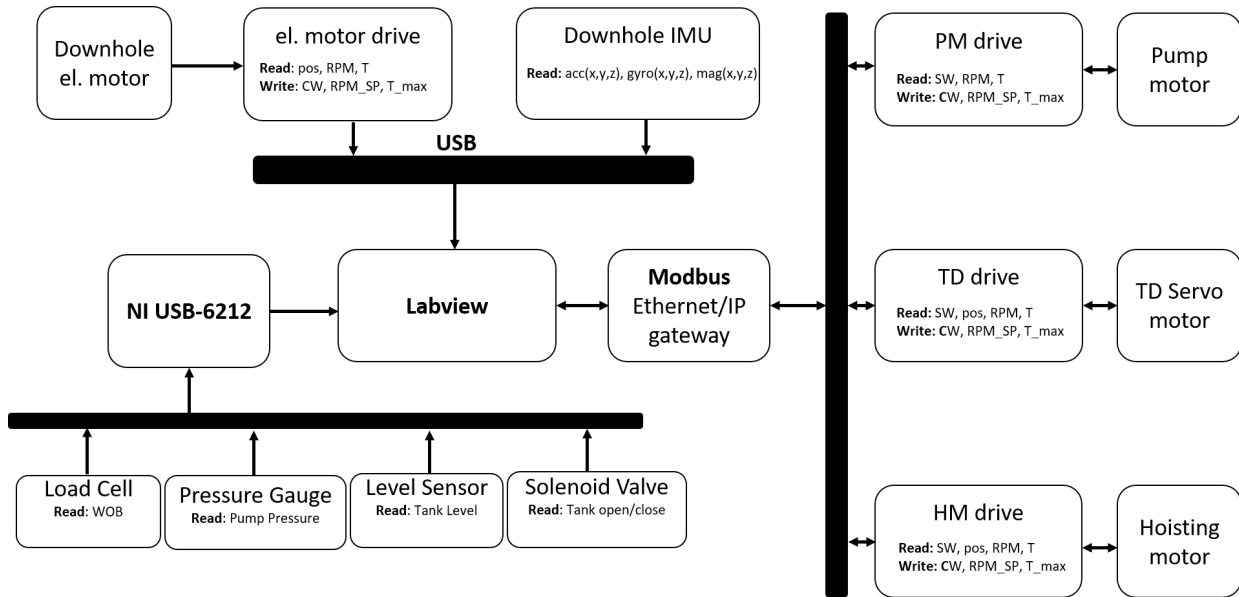 Downhole
el. motor
el. motor drive
Read: pos, RPM, T
Write: CW, RPM_SP, T_max
Downhole IMU
Read: acc(x,y,z), gyro(x,y,z), mag(x,y,z)
PM drive
Read: SW, RPM, T
Write: CW, RPM_SP, T_max
Pump
motor
USB
NI USB-6212
Labview
Modbus
Ethernet/IP
gateway
TD drive
Read: SW, pos, RPM, T
Write: CW, RPM_SP, T_max
TD Servo
motor
Load Cell
Read: WOB
Pressure Gauge
Read: Pump Pressure
Level Sensor
Read: Tank Level
Solenoid Valve
Read: Tank open/close
HM drive
Read: SW, pos, RPM, T
Write: CW, RPM_SP, T_max
Hoisting
motor